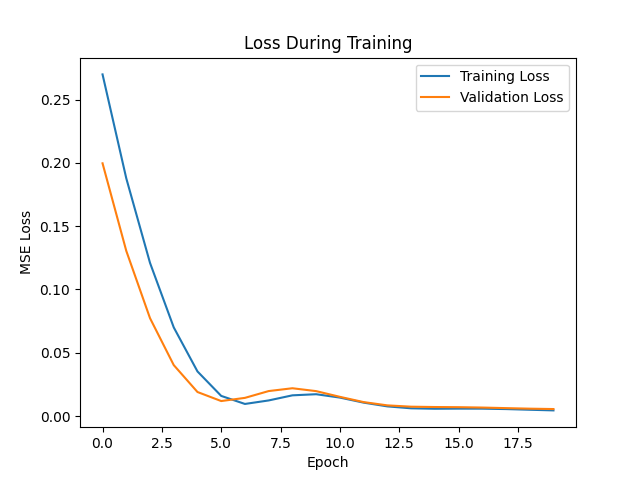 Loss During Training
Training Loss
Validation Loss
MSE Loss
0.25
0.20
0.15
0.10
0.05
0.00
0.0 2.5 5.0 7.5 10.0 12.5 15.0 17.5
Epoch